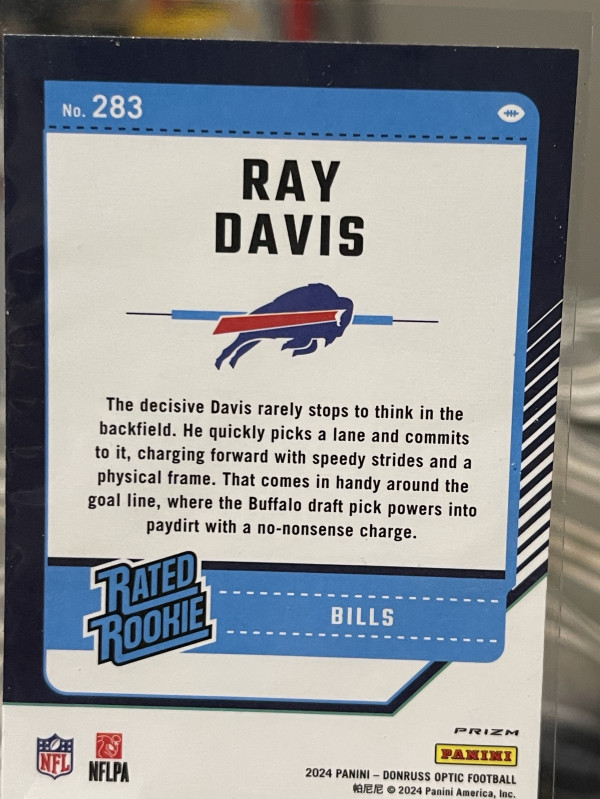 No. 283
RAY
DAVIS
The decisive Davis rarely stops to think in the
backfield. He quickly picks a lane and commits
to it, charging forward with speedy strides and a
physical frame. That comes in handy around the
goal line, where the Buffalo draft pick powers into
paydirt with a no-nonsense charge.
RATED
ROOKIE
BILLS
PRIZM
NFL
NFLPA
PANINI
2024 PANINI – DONRUSS OPTIC FOOTBALL
帕尼尼 © 2024 Panini America, Inc.